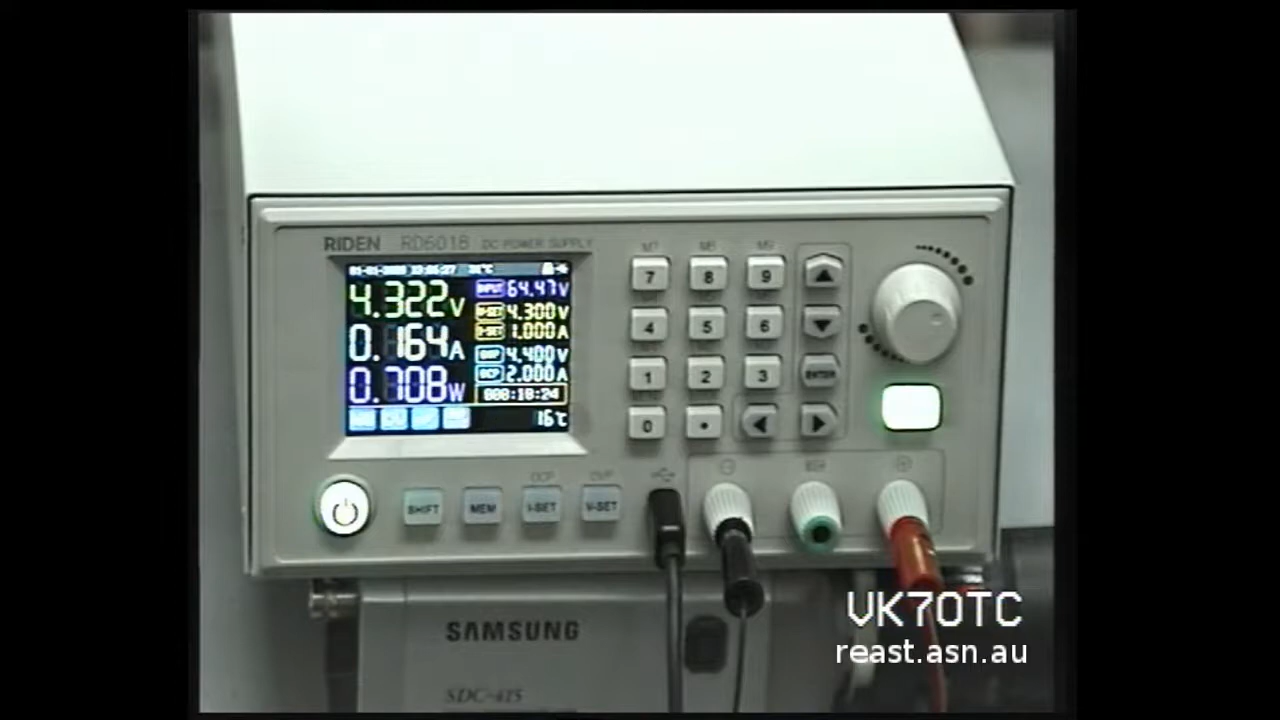 RIDEN RD6018 DC POWER SUPPLY
4.322V
0.164A
0.708W
INPUT 64.47V
V-SET 4.300V
I-SET 1.000A
OVP 4.400V
OCP 2.000A
000:18:24
16℃
M7 M8 M9
7 8 9
4 5 6
1 2 3 ENTER
0 .
OCP OVP
SHIFT MEM I-SET V-SET
SAMSUNG
SDC-415
VK7OTC
reast.asn.au